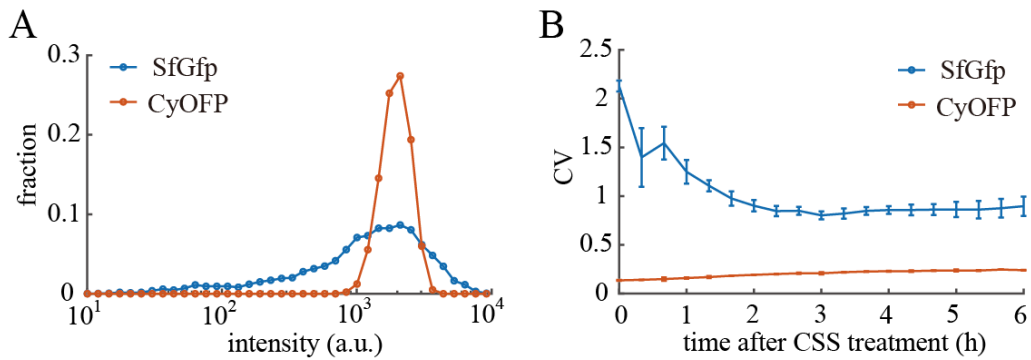 A
fraction
0.3
0.2
0.1
0
SfGfp
CyOFP
10^1
10^2
10^3
10^4
intensity (a.u.)
B
CV
2.5
2
1.5
1
0.5
0
SfGfp
CyOFP
0 1 2 3 4 5 6
time after CSS treatment (h)